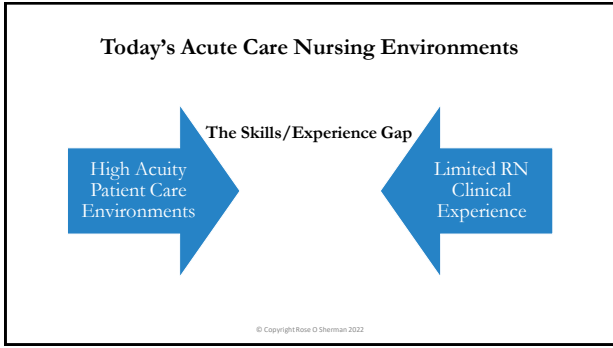 Today's Acute Care Nursing Environments
The Skills/Experience Gap
High Acuity
Patient Care
Environments
Limited RN
Clinical
Experience
© Copyright Rose O Sherman 2022